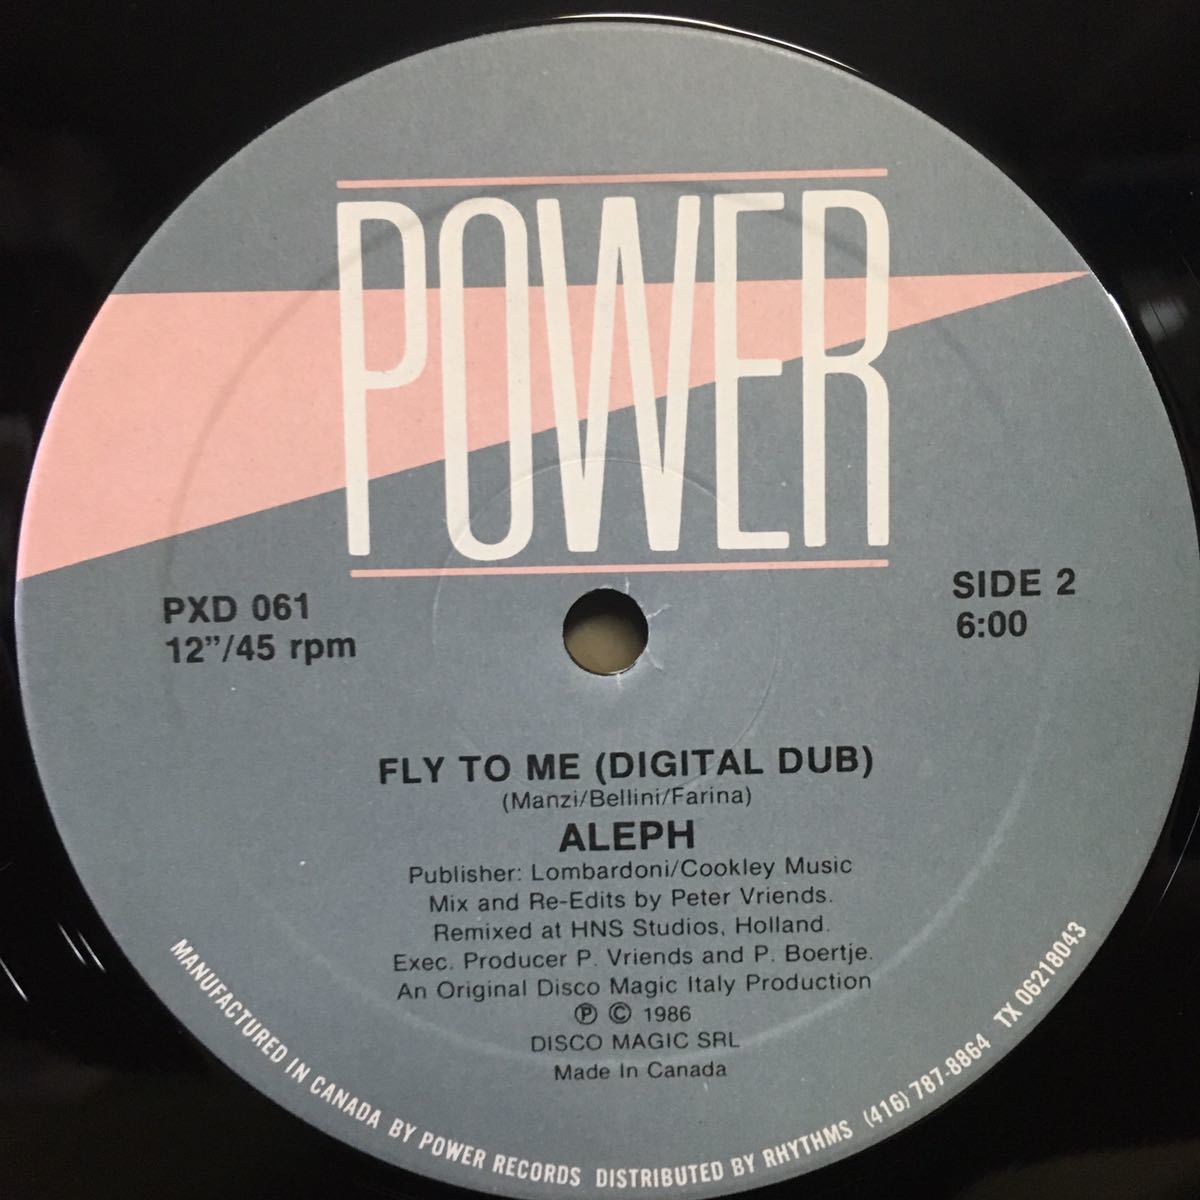 POWER
PXD 061
12”/45 rpm
SIDE 2
6:00
FLY TO ME (DIGITAL DUB)
(Manzi/Bellini/Farina)
ALEPH
Publisher: Lombardoni/Cookley Music
Mix and Re-Edits by Peter Vriends.
Remixed at HNS Studios, Holland.
Exec. Producer P. Vriends and P. Boertje.
An Original Disco Magic Italy Production
Ⓟ © 1986
DISCO MAGIC SRL
Made In Canada
MANUFACTURED IN CANADA BY POWER RECORDS DISTRIBUTED BY RHYTHMS (416) 787-8864 TX 06218043